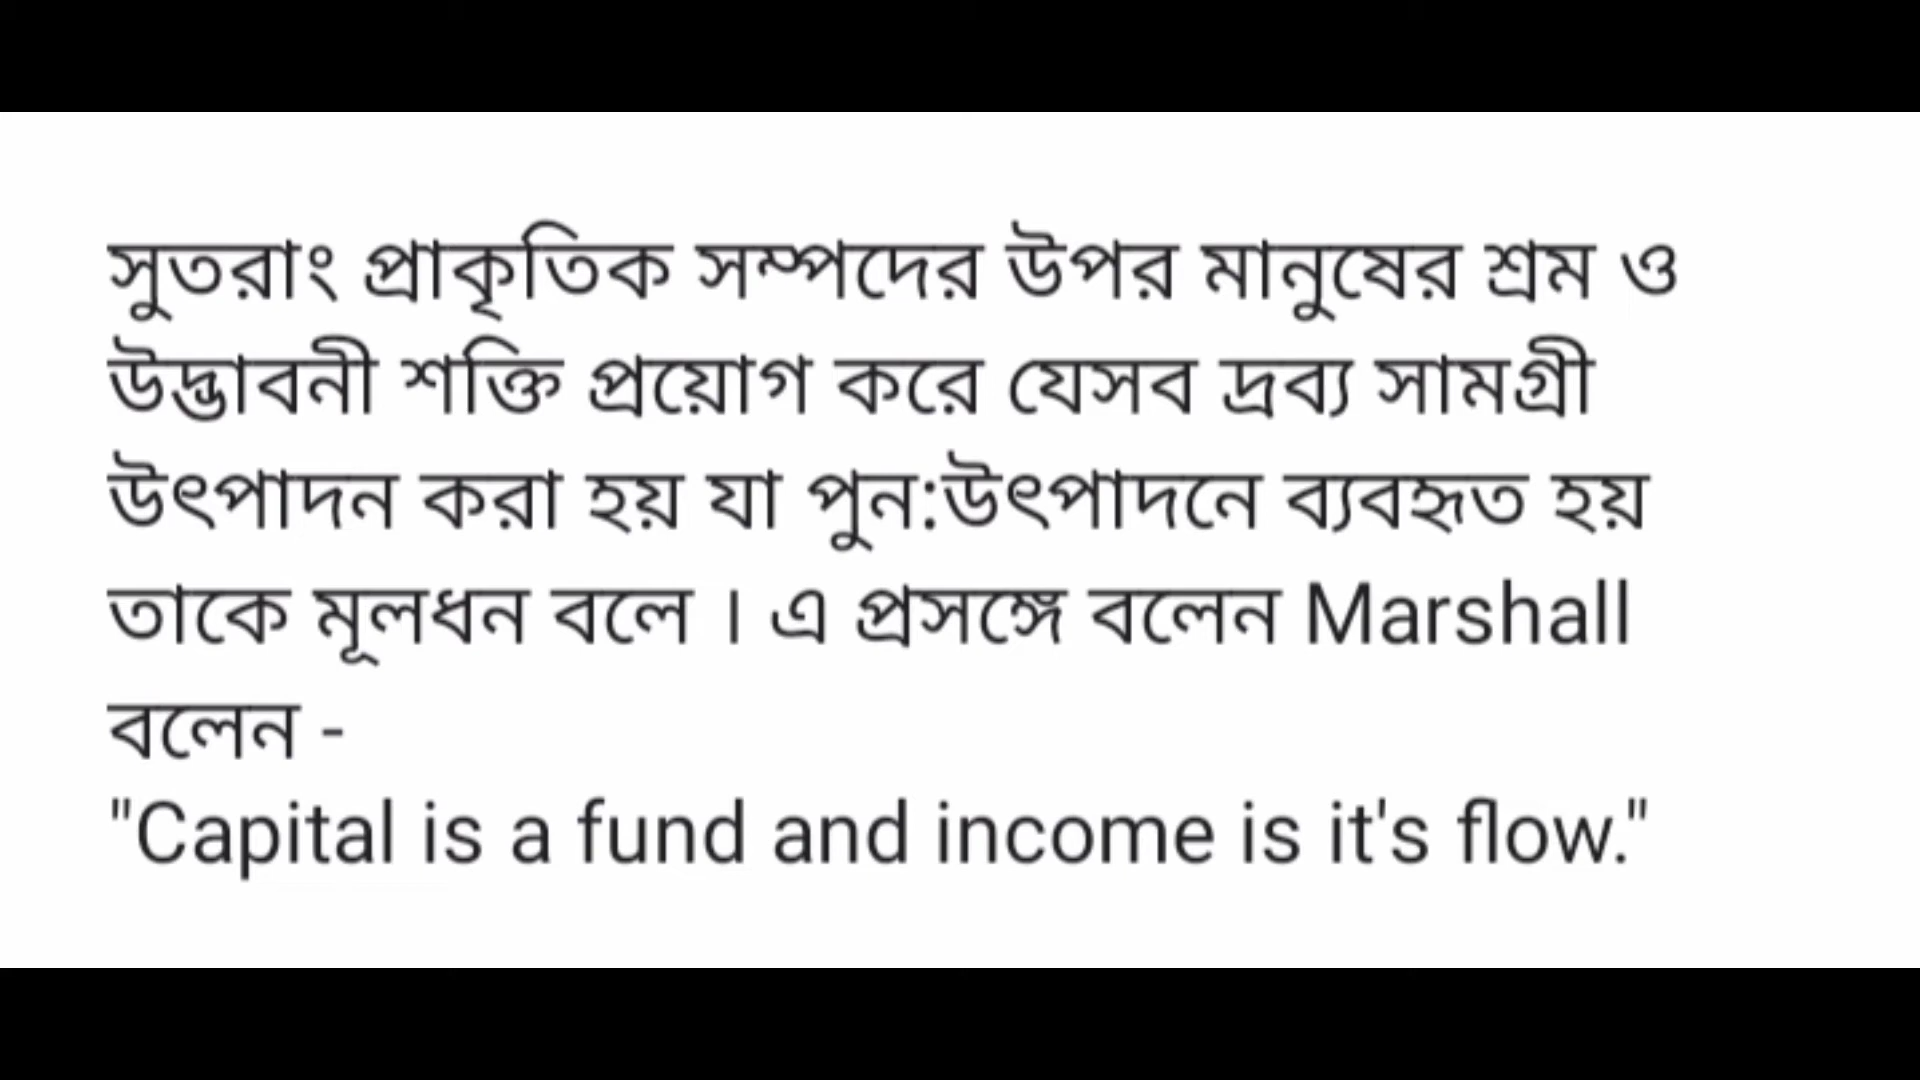 সুতরাং প্রাকৃতিক সম্পদের উপর মানুষের শ্রম ও
উদ্ভাবনী শক্তি প্রয়োগ করে যেসব দ্রব্য সামগ্রী
উৎপাদন করা হয় যা পুন:উৎপাদনে ব্যবহৃত হয়
তাকে মূলধন বলে । এ প্রসঙ্গে বলেন Marshall
বলেন -
"Capital is a fund and income is it's flow."